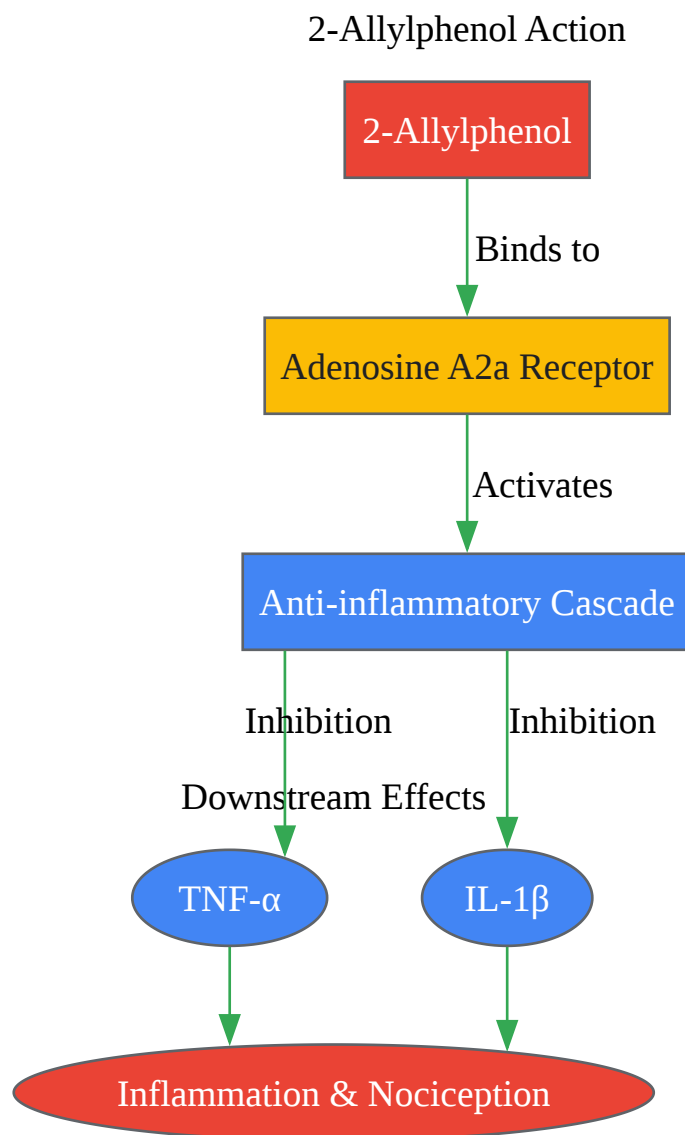 2-Allylphenol Action
2-Allylphenol
Binds to
Adenosine A2a Receptor
Activates
Anti-inflammatory Cascade
Inhibition
Inhibition
Downstream Effects
TNF-α
IL-1β
Inflammation & Nociception